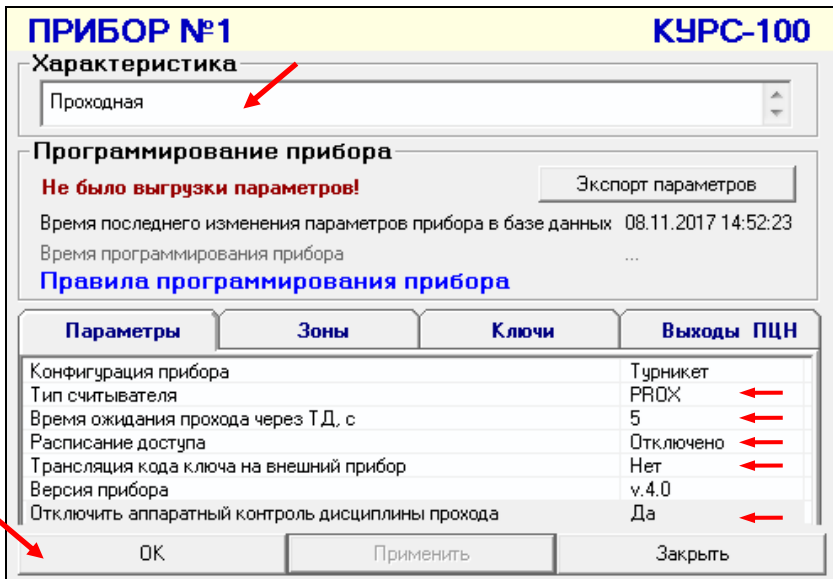 ПРИБОР №1 КУРС-100
Характеристика
Проходная
Программирование прибора
Не было выгрузки параметров! Экспорт параметров
Время последнего изменения параметров прибора в базе данных 08.11.2017 14:52:23
Время программирования прибора ...
Правила программирования прибора
Параметры Зоны Ключи Выходы ПЦН
Конфигурация прибора Турникет
Тип считывателя PROX
Время ожидания прохода через ТД, с 5
Расписание доступа Отключено
Трансляция кода ключа на внешний прибор Нет
Версия прибора v.4.0
Отключить аппаратный контроль дисциплины прохода Да
OK Применить Закрыть